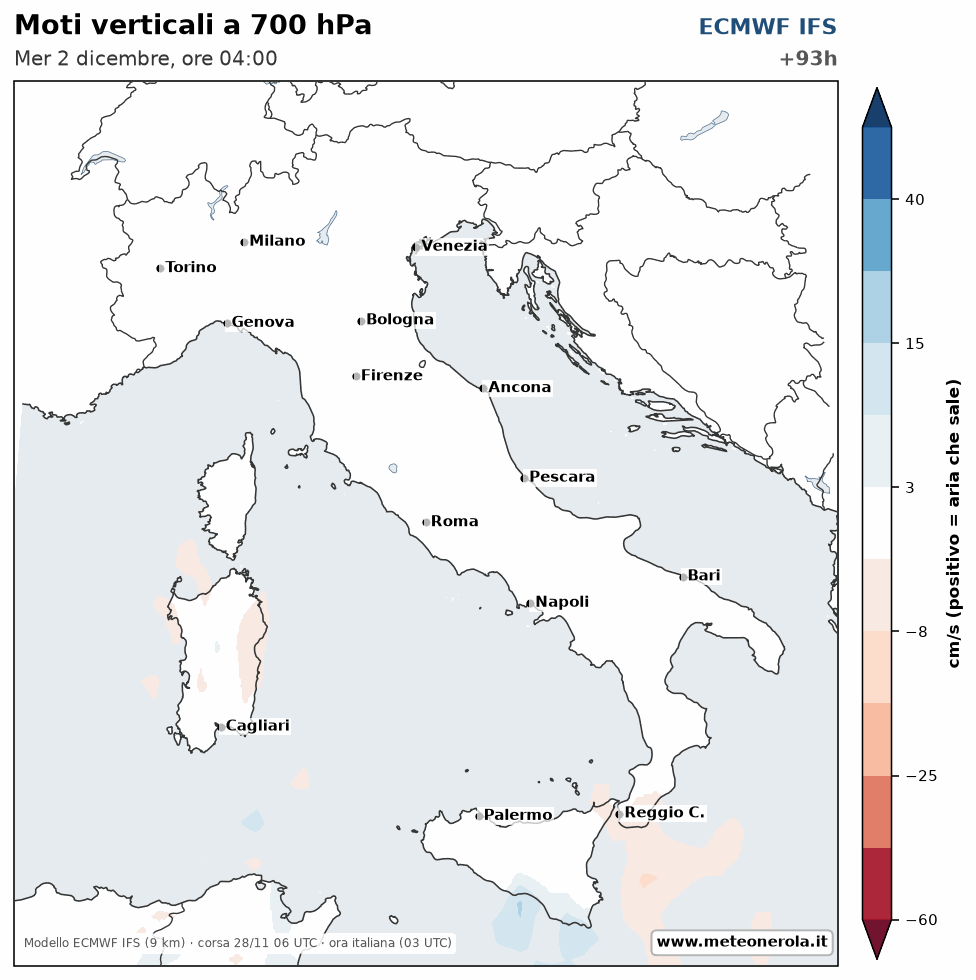 Moti verticali a 700 hPa
ECMWF IFS
Mer 2 dicembre, ore 04:00
+93h
Milano
Venezia
Torino
Genova
Bologna
Firenze
Ancona
Pescara
Roma
Bari
Napoli
Cagliari
Palermo
Reggio C.
40
15
3
−8
−25
−60
cm/s (positivo = aria che sale)
Modello ECMWF IFS (9 km) · corsa 28/11 06 UTC · ora italiana (03 UTC)
www.meteonerola.it